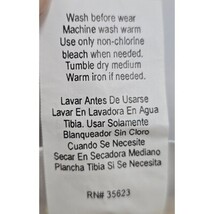 Wash before wear
Machine wash warm
Use only non-chlorine
bleach when needed.
Tumble dry medium
Warm iron if needed.
Lavar Antes De Usarse
Lavar En Lavadora En Agua
Tibia. Usar Solamente
Blanqueador Sin Cloro
Cuando Se Necesite
Secar En Secadora Mediano
Plancha Tibia Si Se Necesita
RN# 35623